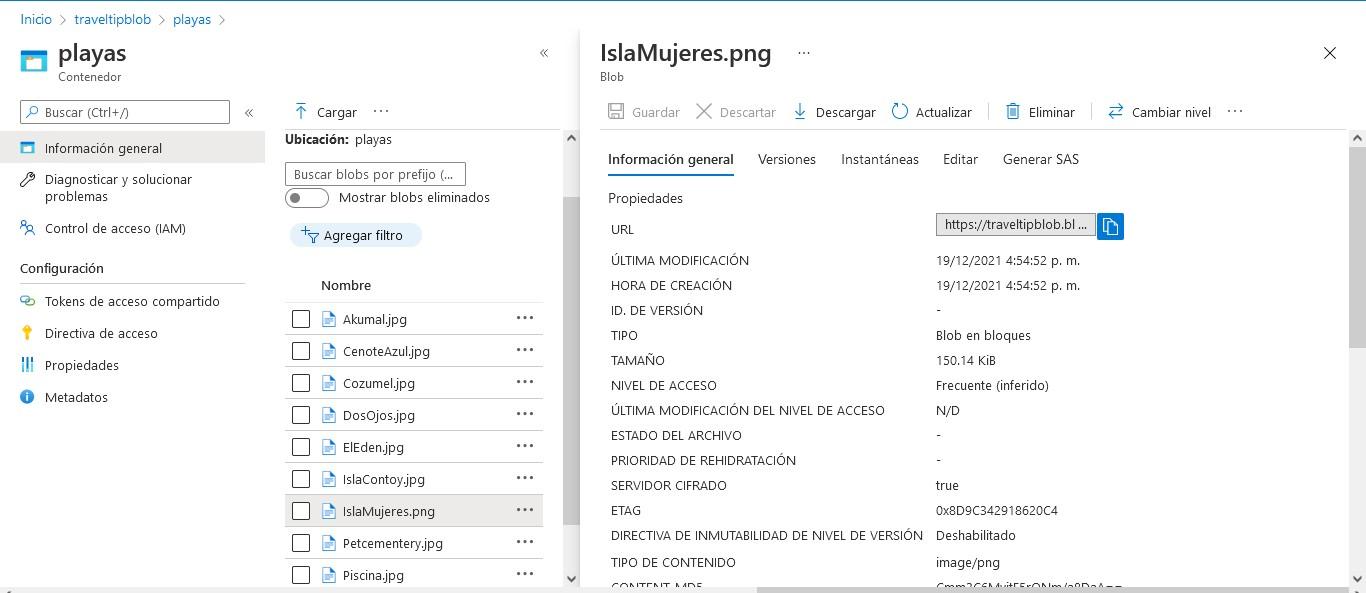 Inicio > traveltipblob > playas >
playas
Contenedor
«
Buscar (Ctrl+/)
«
Información general
Diagnosticar y solucionar
problemas
Control de acceso (IAM)
Configuración
Tokens de acceso compartido
Directiva de acceso
Propiedades
Metadatos
Cargar ...
Ubicación: playas
Buscar blobs por prefijo (...
Mostrar blobs eliminados
Agregar filtro
Nombre
Akumal.jpg ...
CenoteAzul.jpg ...
Cozumel.jpg ...
DosOjos.jpg ...
ElEden.jpg ...
IslaContoy.jpg ...
IslaMujeres.png ...
Petcementery.jpg ...
Piscina.jpg ...
IslaMujeres.png ...
Blob
Guardar Descartar Descargar Actualizar Eliminar Cambiar nivel ...
Información general Versiones Instantáneas Editar Generar SAS
Propiedades
URL https://traveltipblob.bl ...
ÚLTIMA MODIFICACIÓN 19/12/2021 4:54:52 p. m.
HORA DE CREACIÓN 19/12/2021 4:54:52 p. m.
ID. DE VERSIÓN -
TIPO Blob en bloques
TAMAÑO 150.14 KiB
NIVEL DE ACCESO Frecuente (inferido)
ÚLTIMA MODIFICACIÓN DEL NIVEL DE ACCESO N/D
ESTADO DEL ARCHIVO -
PRIORIDAD DE REHIDRATACIÓN -
SERVIDOR CIFRADO true
ETAG 0x8D9C342918620C4
DIRECTIVA DE INMUTABILIDAD DE NIVEL DE VERSIÓN Deshabilitado
TIPO DE CONTENIDO image/png
CONTENT-MD5